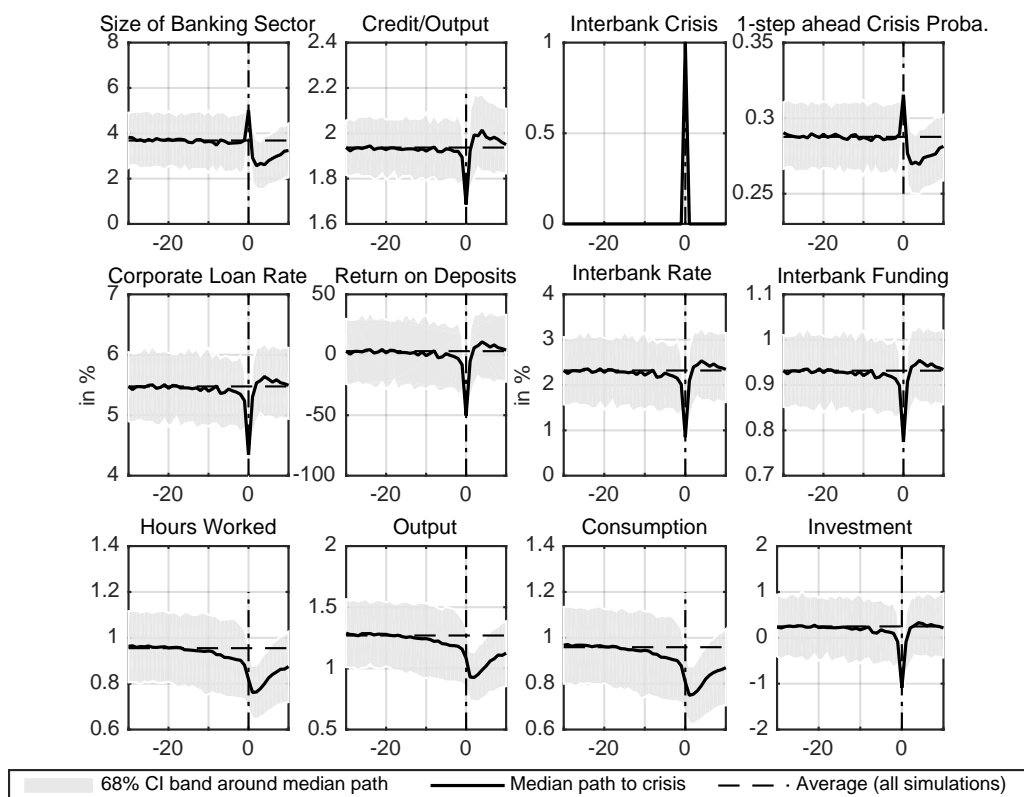 Size of Banking Sector Credit/Output Interbank Crisis 1-step ahead Crisis Proba.
8 2.4 1 0.35
6 2.2
4 2 0.5 0.3
2 1.8 0.25
0 1.6 0
-20 0 -20 0 -20 0 -20 0
Corporate Loan Rate Return on Deposits Interbank Rate Interbank Funding
7 50 4 1.1
6 0 3 1
in % in %
2 0.9
5 -50 1 0.8
4 -100 0 0.7
-20 0 -20 0 -20 0 -20 0
Hours Worked Output Consumption Investment
1.4 2 1.4 2
1.2 1.5 1.2 1
1 1 0
0.8 1 0.8 -1
0.6 0.5 0.6 -2
-20 0 -20 0 -20 0 -20 0
68% CI band around median path Median path to crisis Average (all simulations)